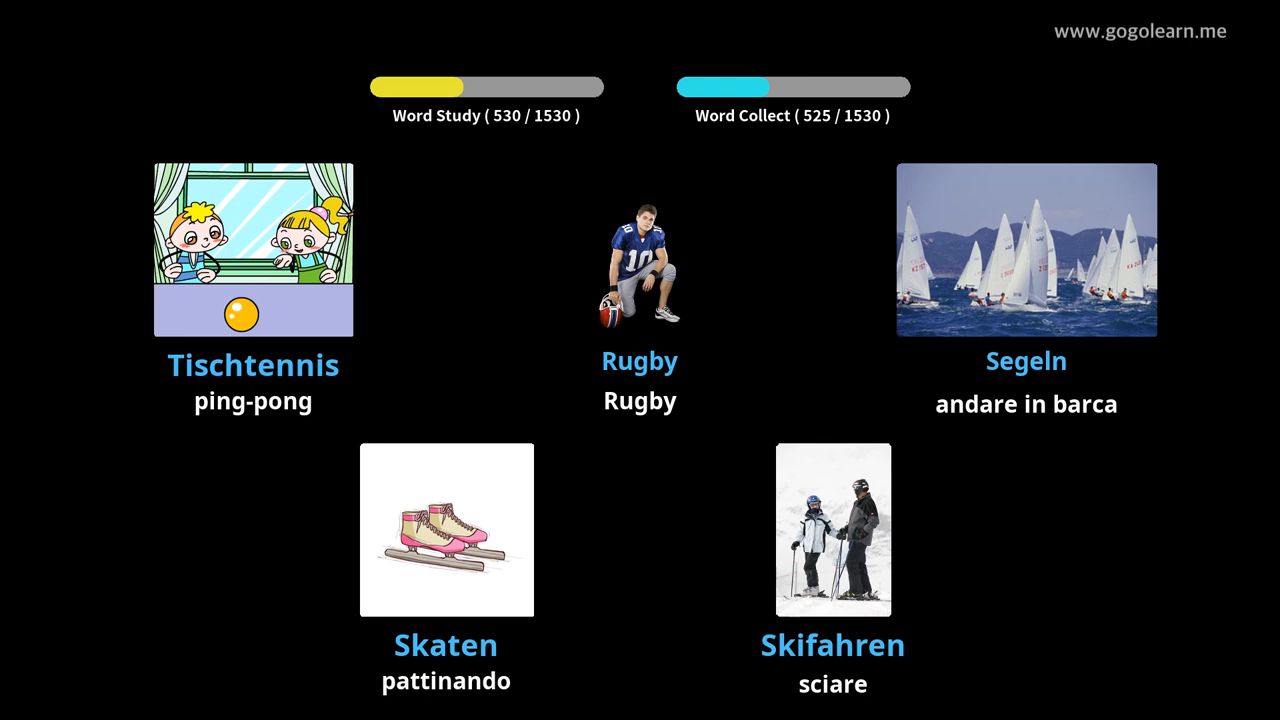 www.gogolearn.me
Word Study ( 530 / 1530 )
Word Collect ( 525 / 1530 )
Tischtennis
ping-pong
10
Rugby
Rugby
Segeln
andare in barca
Skaten
pattinando
Skifahren
sciare